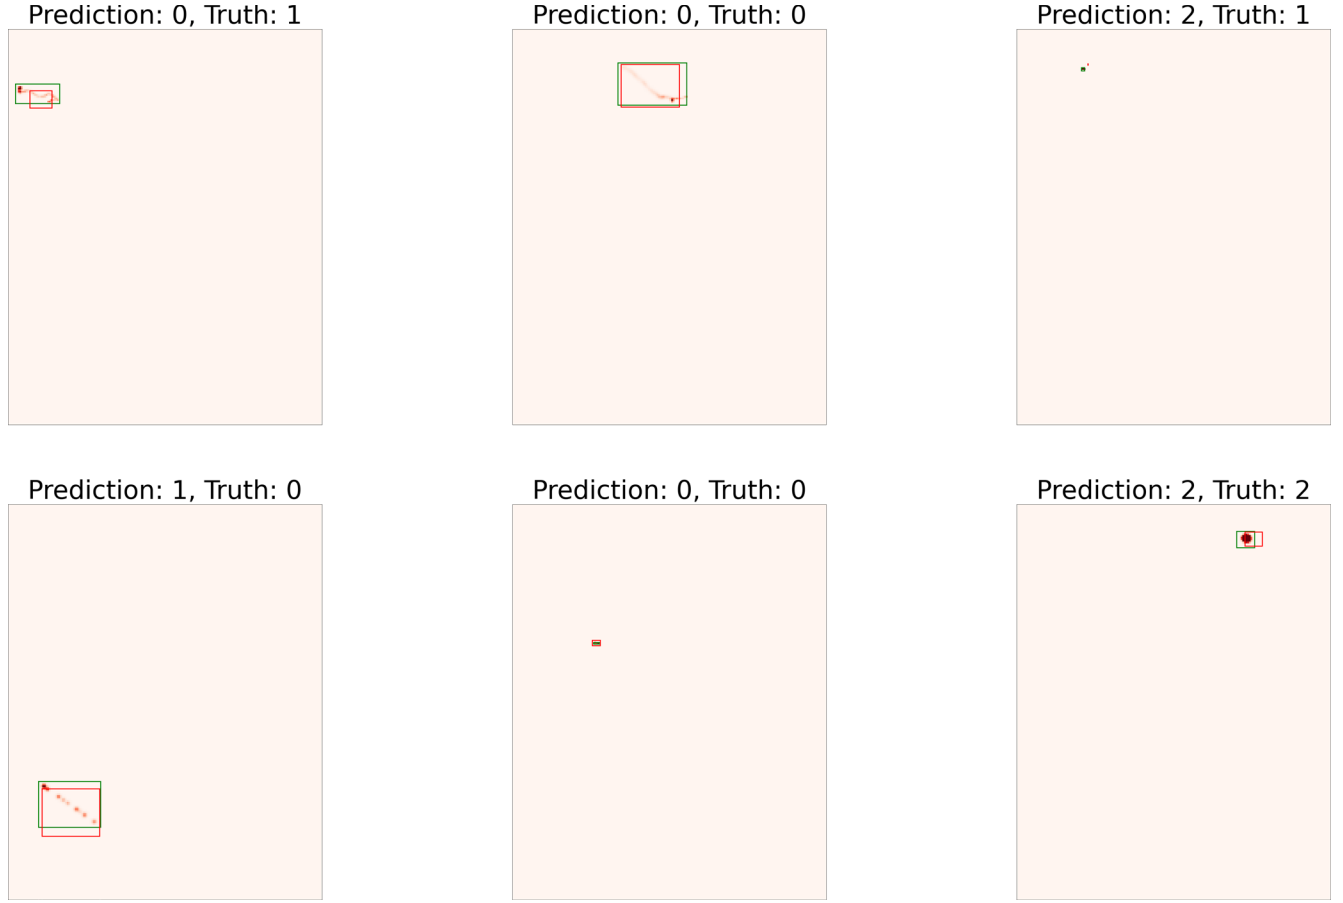 Prediction: 0, Truth: 1
Prediction: 0, Truth: 0
Prediction: 2, Truth: 1
Prediction: 1, Truth: 0
Prediction: 0, Truth: 0
Prediction: 2, Truth: 2